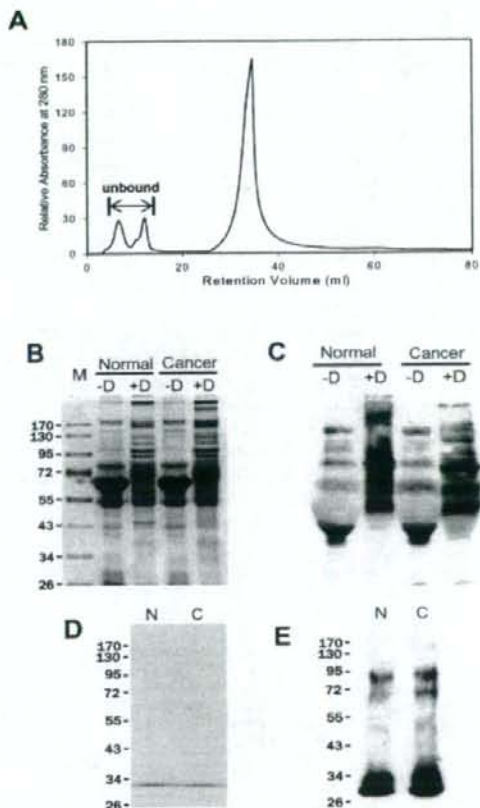 A
Relative Absorbance at 280 nm
180
150
120
90
60
30
0
unbound
0 20 40 60 80
Retention Volume (ml)
B
Normal Cancer
M -D +D -D +D
170
130
95
72
55
43
34
26
C
Normal Cancer
-D +D -D +D
D
N C
170
130
95
72
55
43
34
26
E
N C
170
130
95
72
55
43
34
26